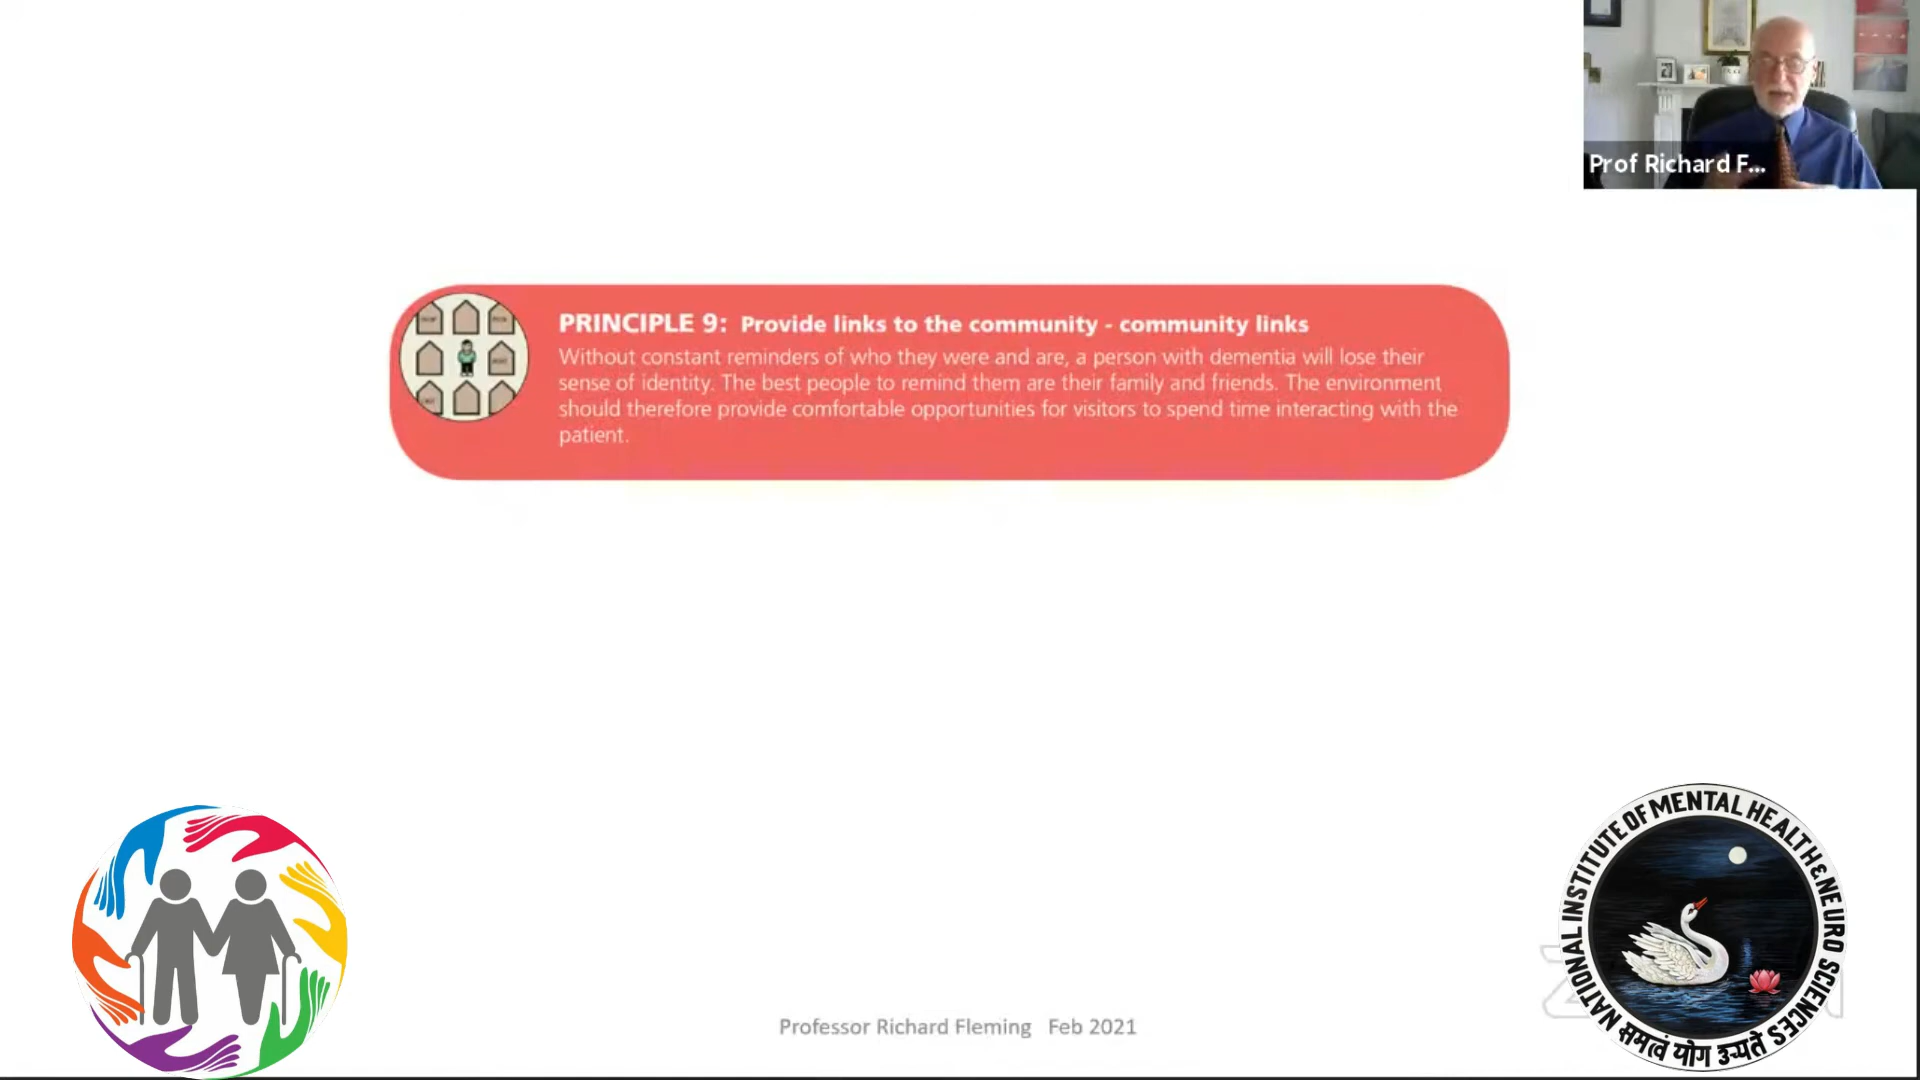 Prof Richard F...
PRINCIPLE 9: Provide links to the community - community links
Without constant reminders of who they were and are, a person with dementia will lose their
sense of identity. The best people to remind them are their family and friends. The environment
should therefore provide comfortable opportunities for visitors to spend time interacting with the
patient.
NATIONAL INSTITUTE OF MENTAL HEALTH & NEURO SCIENCES
समत्वं योग उच्यते
Professor Richard Fleming Feb 2021